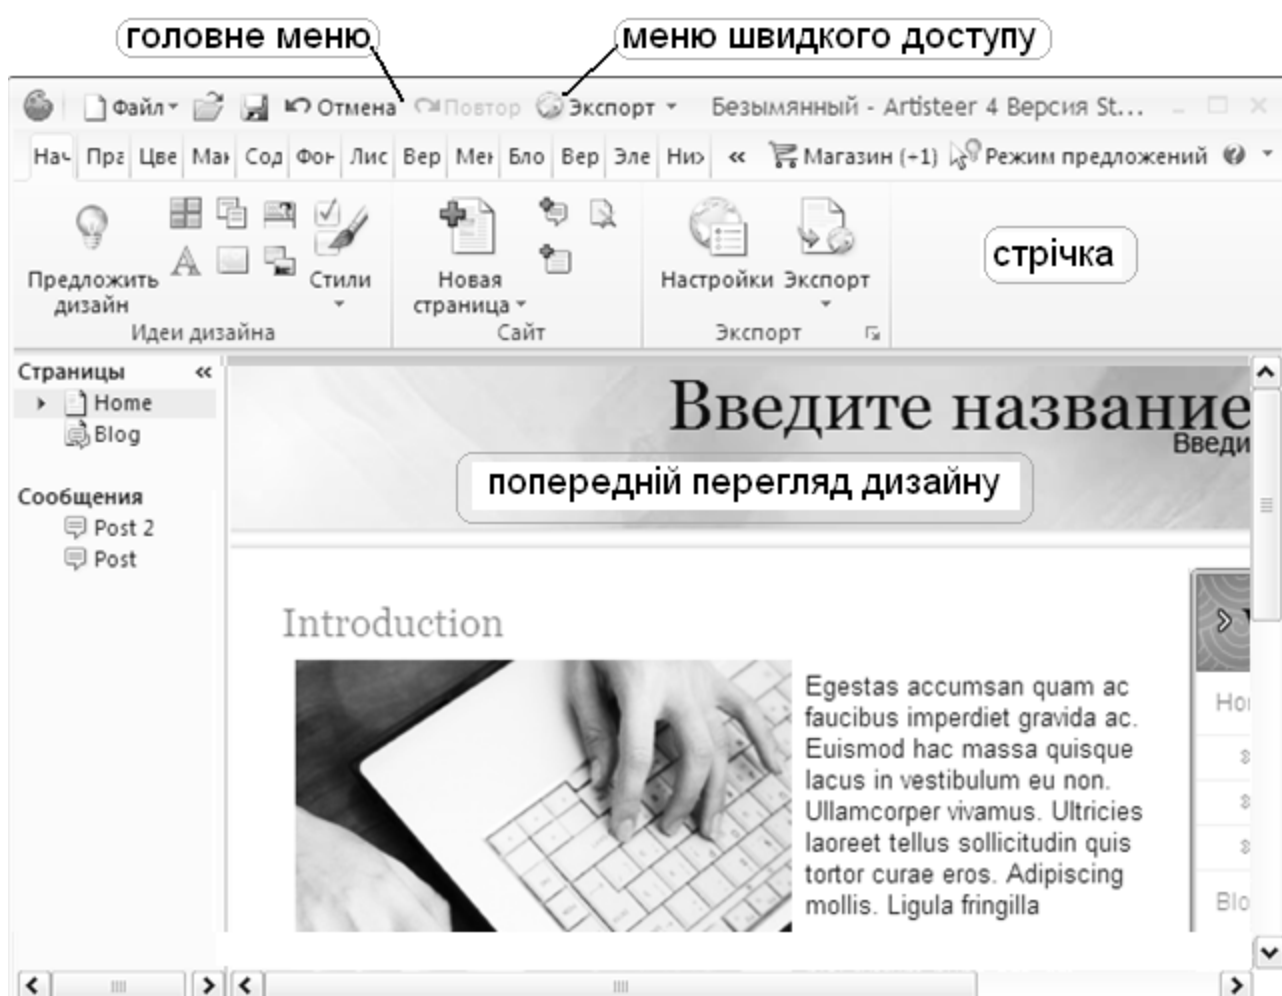 головне меню
меню швидкого доступу
Файл Отмена Повтор Экспорт Безымянный - Artisteer 4 Версия St...
Нач Пра Цве Мак Сод Фон Лис Вер Мен Бло Вер Эле Них « Магазин (+1) Режим предложений
стрічка
Предложить дизайн
Стили
Новая страница
Настройки
Экспорт
Идеи дизайна
Сайт
Экспорт
Страницы «
Home
Blog
Сообщения
Post 2
Post
Введите название
Введи
попередній перегляд дизайну
Introduction
Egestas accumsan quam ac
faucibus imperdiet gravida ac.
Euismod hac massa quisque
lacus in vestibulum eu non.
Ullamcorper vivamus. Ultricies
laoreet tellus sollicitudin quis
tortor curae eros. Adipiscing
mollis. Ligula fringilla
Blo